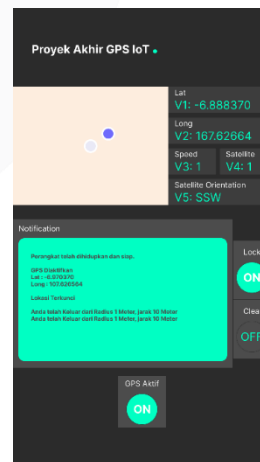 Proyek Akhir GPS IoT
Lat
V1: -6.888370
Long
V2: 167.62664
Speed
V3: 1
Satellite
V4: 1
Satellite Orientation
V5: SSW
Notification
Perangkat telah dihidupkan dan siap.
GPS Diaktifkan
Lat : -6.870370
Long : 107.626564
Lokasi Terkunci
Anda telah Keluar dari Radius 1 Meter, jarak 10 Meter
Anda telah Keluar dari Radius 1 Meter, jarak 10 Meter
Lock
ON
Clea
OFF
GPS Aktif
ON